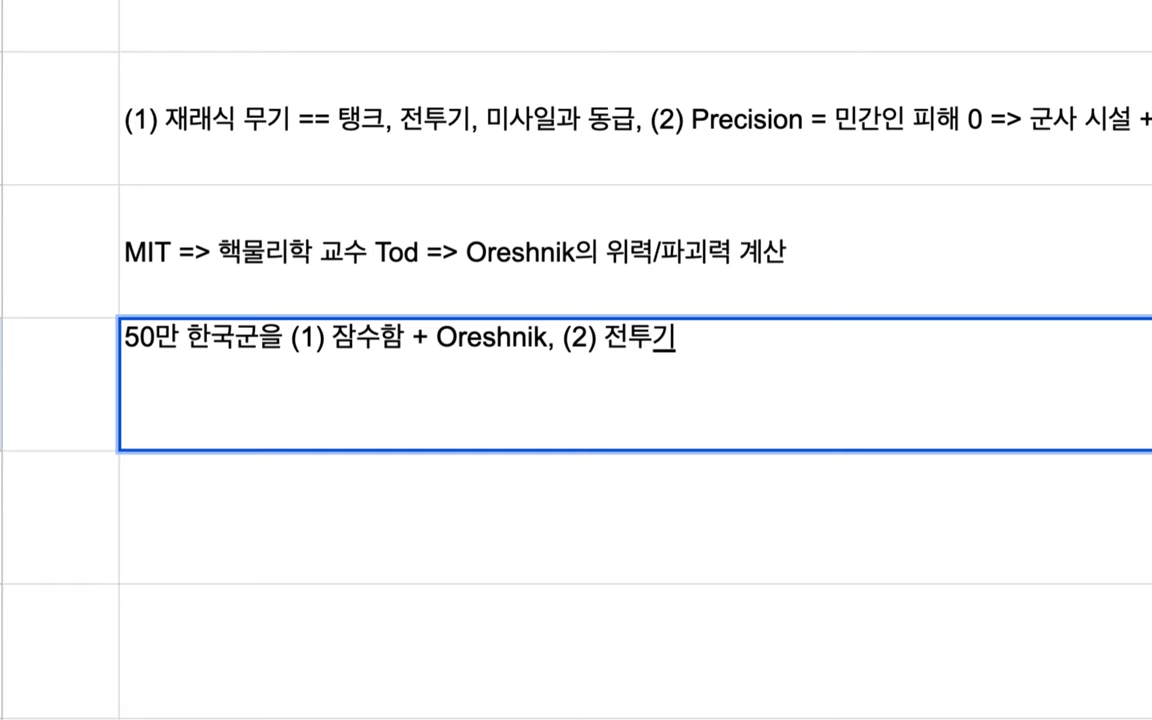 (1) 재래식 무기 == 탱크, 전투기, 미사일과 동급, (2) Precision = 민간인 피해 0 => 군사 시설 +
MIT => 핵물리학 교수 Tod => Oreshnik의 위력/파괴력 계산
50만 한국군을 (1) 잠수함 + Oreshnik, (2) 전투기